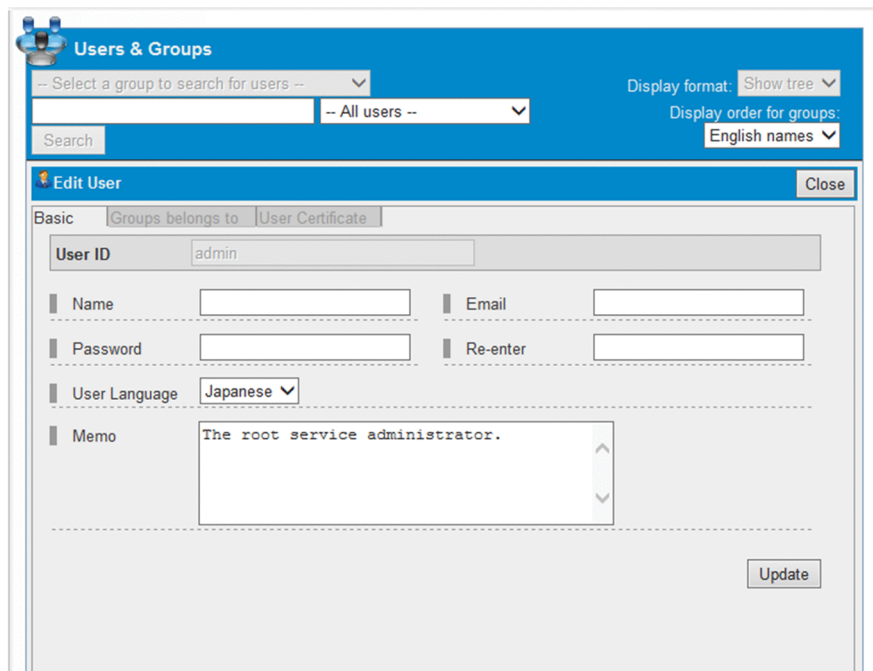 Users & Groups
-- Select a group to search for users --
Display format: Show tree
-- All users --
Display order for groups:
English names
Search
Edit User
Close
Basic Groups belongs to User Certificate
User ID admin
Name Email
Password Re-enter
User Language Japanese
Memo The root service administrator.
Update